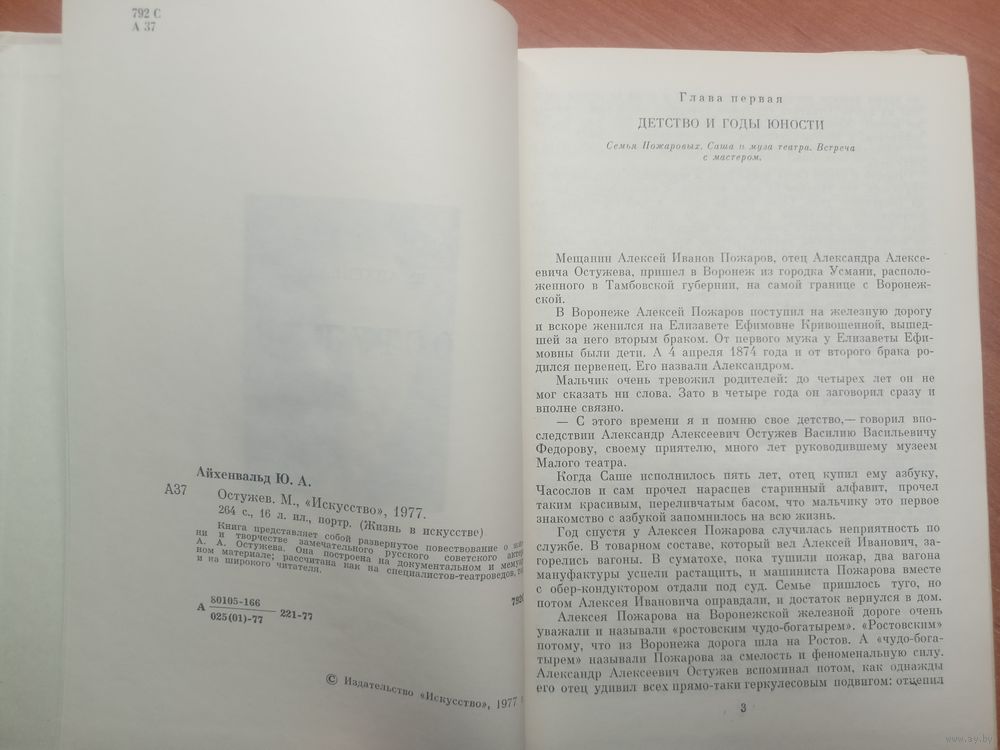 792 С
А 37
Айхенвальд Ю. А.
А37
Остужев. М., «Искусство», 1977.
264 с., 16 л. ил., портр. (Жизнь в искусстве)
Книга представляет собой развернутое повествование о
ни и творчестве замечательного русского советского
А. А. Остужева. Она построена на документальном и
ном материале; рассчитана как на специалистов-театроведов,
и на широкого читателя.
А 80105-166 221-77
025(01)-77
© Издательство «Искусство», 1977
Глава первая
ДЕТСТВО И ГОДЫ ЮНОСТИ
Семья Пожаровых. Саша и муза театра. Встреча
с мастером.
Мещанин Алексей Иванов Пожаров, отец Александра Алексе-
евича Остужева, пришел в Воронеж из городка Усмани, располо-
женного в Тамбовской губернии, на самой границе с Воронеж-
ской.
В Воронеже Алексей Пожаров поступил на железную дорогу
и вскоре женился на Елизавете Ефимовне Кривошеиной, вышед-
шей за него вторым браком. От первого мужа у Елизаветы Ефи-
мовны были дети. А 4 апреля 1874 года и от второго брака ро-
дился первенец. Его назвали Александром.
Мальчик очень тревожил родителей: до четырех лет он не
мог сказать ни слова. Зато в четыре года он заговорил сразу и
вполне связно.
— С этого времени я и помню свое детство,— говорил впо-
следствии Александр Алексеевич Остужев Василию Васильевичу
Федорову, своему приятелю, много лет руководившему музеем
Малого театра.
Когда Саше исполнилось пять лет, отец купил ему азбуку,
Часослов и сам прочел нараспев старинный алфавит, прочел
таким красивым, переливчатым басом, что мальчику это первое
знакомство с азбукой запомнилось на всю жизнь.
Год спустя у Алексея Пожарова случилась неприятность по
службе. В товарном составе, который вел Алексей Иванович, за-
горелись вагоны. В суматохе, пока тушили пожар, два вагона
мануфактуры успели растащить, и машиниста Пожарова вместе
с обер-кондуктором отдали под суд. Семье пришлось туго, но
потом Алексея Ивановича оправдали, и достаток вернулся в дом.
Алексея Пожарова на Воронежской железной дороге очень
уважали и называли «ростовским чудо-богатырем». «Ростовским»
потому, что из Воронежа дорога шла на Ростов. А «чудо-бога-
тырем» называли Пожарова за смелость и феноменальную силу.
Александр Алексеевич Остужев вспоминал потом, как однажды
его отец удивил всех прямо-таки геркулесовым подвигом: отцепил
3
www.ay.by